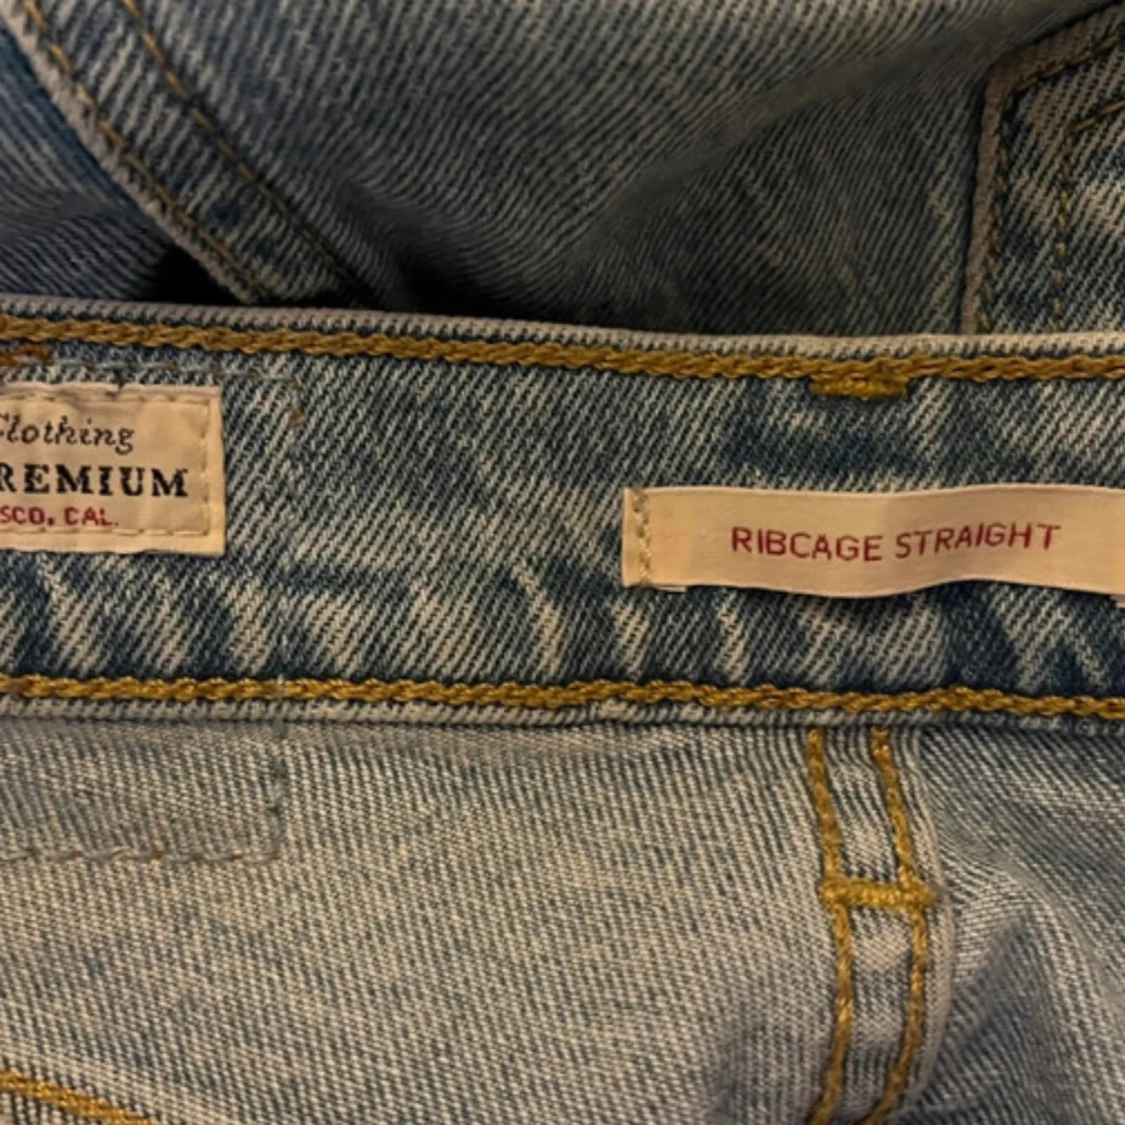 Clothing
REMIUM
SCO, CAL.
RIBCAGE STRAIGHT